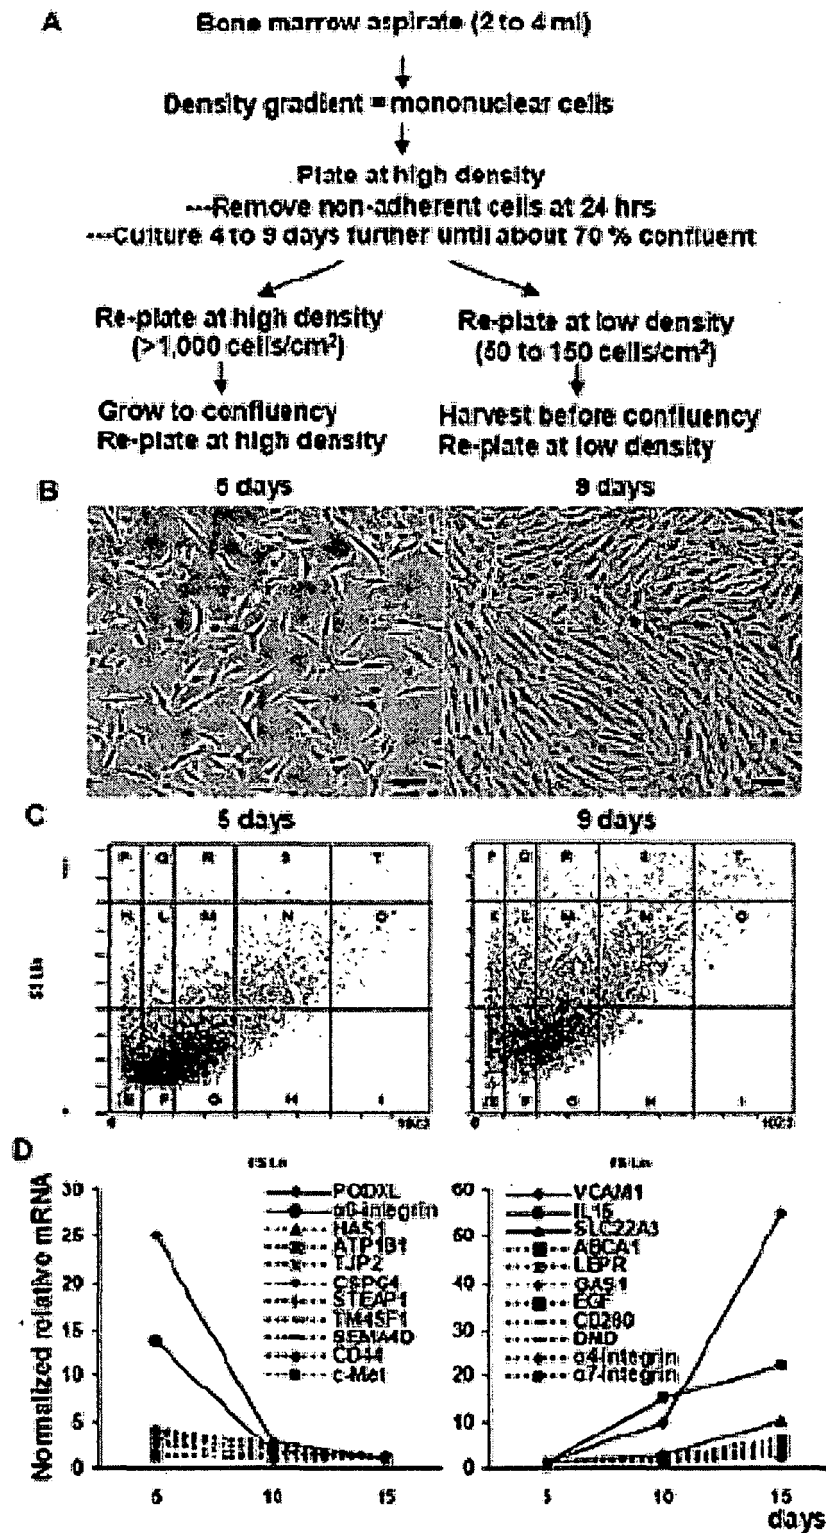 A
Bone marrow aspirate (2 to 4 ml)
Density gradient = mononuclear cells
Plate at high density
---Remove non-adherent cells at 24 hrs
---Culture 4 to 9 days further until about 70 % confluent
Re-plate at high density
(>1,000 cells/cm²)
Re-plate at low density
(50 to 150 cells/cm²)
Grow to confluency
Re-plate at high density
Harvest before confluency
Re-plate at low density
B
5 days
9 days
C
5 days
9 days
P Q R S T
L M N O
E F G H I
0 1023
P Q R S T
K L M N O
E F G H I
0 1023
D
Normalized relative mRNA
30
25
20
15
10
5
0
5 10 15
PODXL
α6-integrin
HAS1
ATP1B1
TJP2
CSPG4
STEAP1
TM4SF1
SEMA4D
CD44
c-Met
60
50
40
30
20
10
0
5 10 15
days
VCAM1
SLC22A3
ABCA1
LEPR
GAS1
EGF
DMD
α4-integrin
α7-integrin